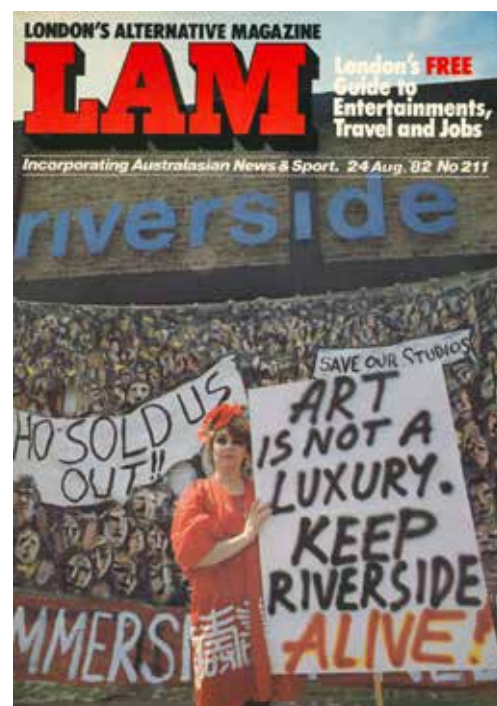 LONDON'S ALTERNATIVE MAGAZINE
LAM
London's FREE
Guide to
Entertainments,
Travel and Jobs
Incorporating Australasian News & Sport. 24 Aug. '82 No 211
riverside
HO SOLD US
OUT!!
SAVE OUR STUDIOS
ART
IS NOT A
LUXURY.
KEEP
RIVERSIDE
ALIVE!
MMERS